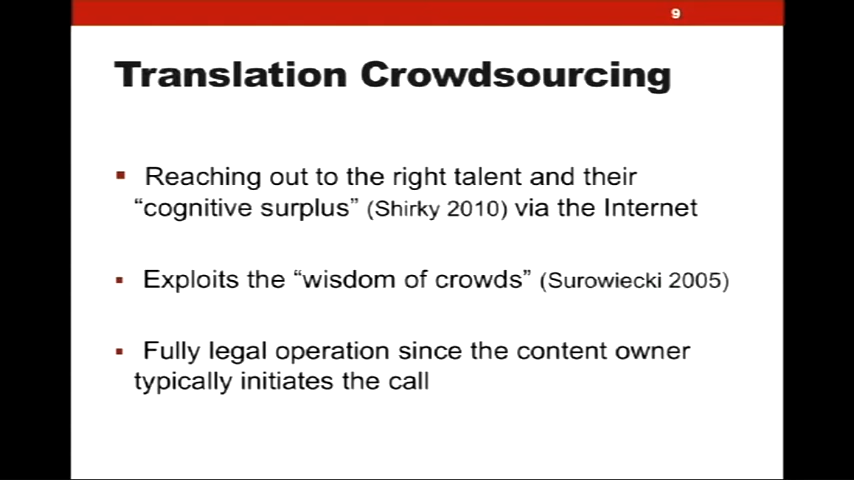 9
Translation Crowdsourcing
▪ Reaching out to the right talent and their
“cognitive surplus” (Shirky 2010) via the Internet
▪ Exploits the “wisdom of crowds” (Surowiecki 2005)
▪ Fully legal operation since the content owner
typically initiates the call